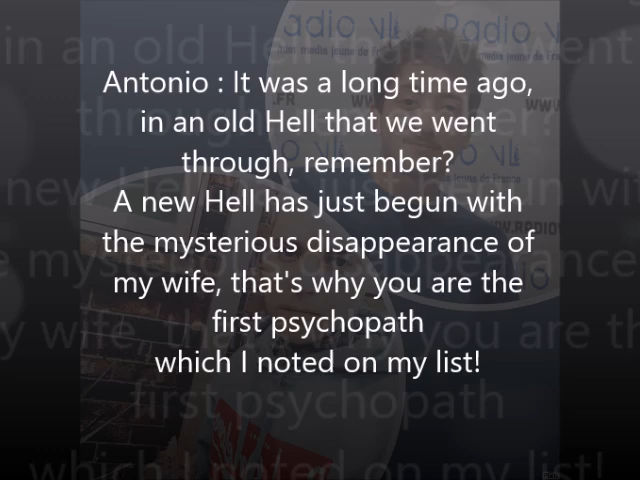 Antonio : It was a long time ago,
in an old Hell that we went
through, remember?
A new Hell has just begun with
the mysterious disappearance of
my wife, that's why you are the
first psychopath
which I noted on my list!